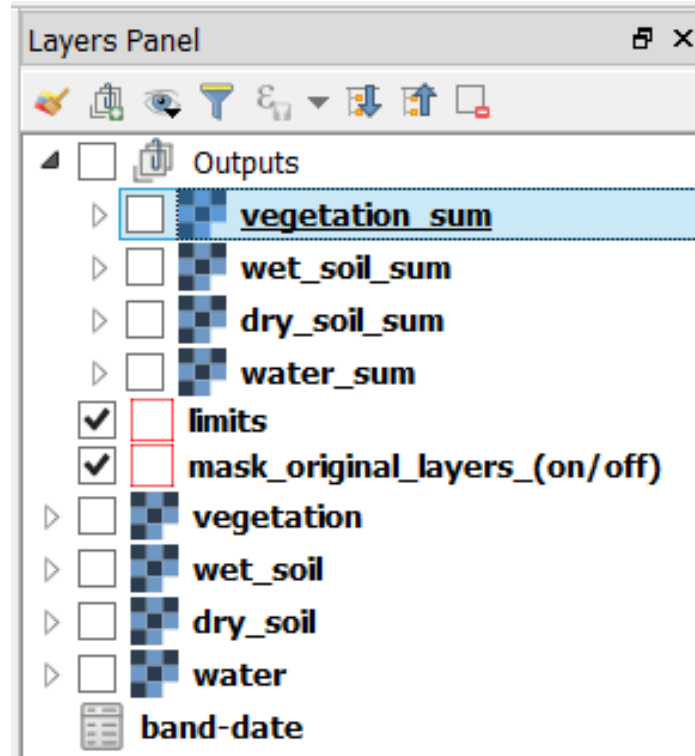 Layers Panel
Outputs
vegetation_sum
wet_soil_sum
dry_soil_sum
water_sum
limits
mask_original_layers_(on/off)
vegetation
wet_soil
dry_soil
water
band-date